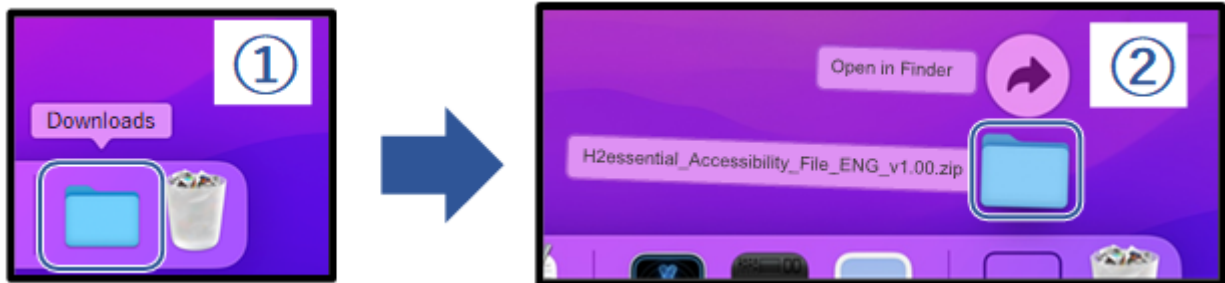 ①
Downloads
②
Open in Finder
H2essential_Accessibility_File_ENG_v1.00.zip